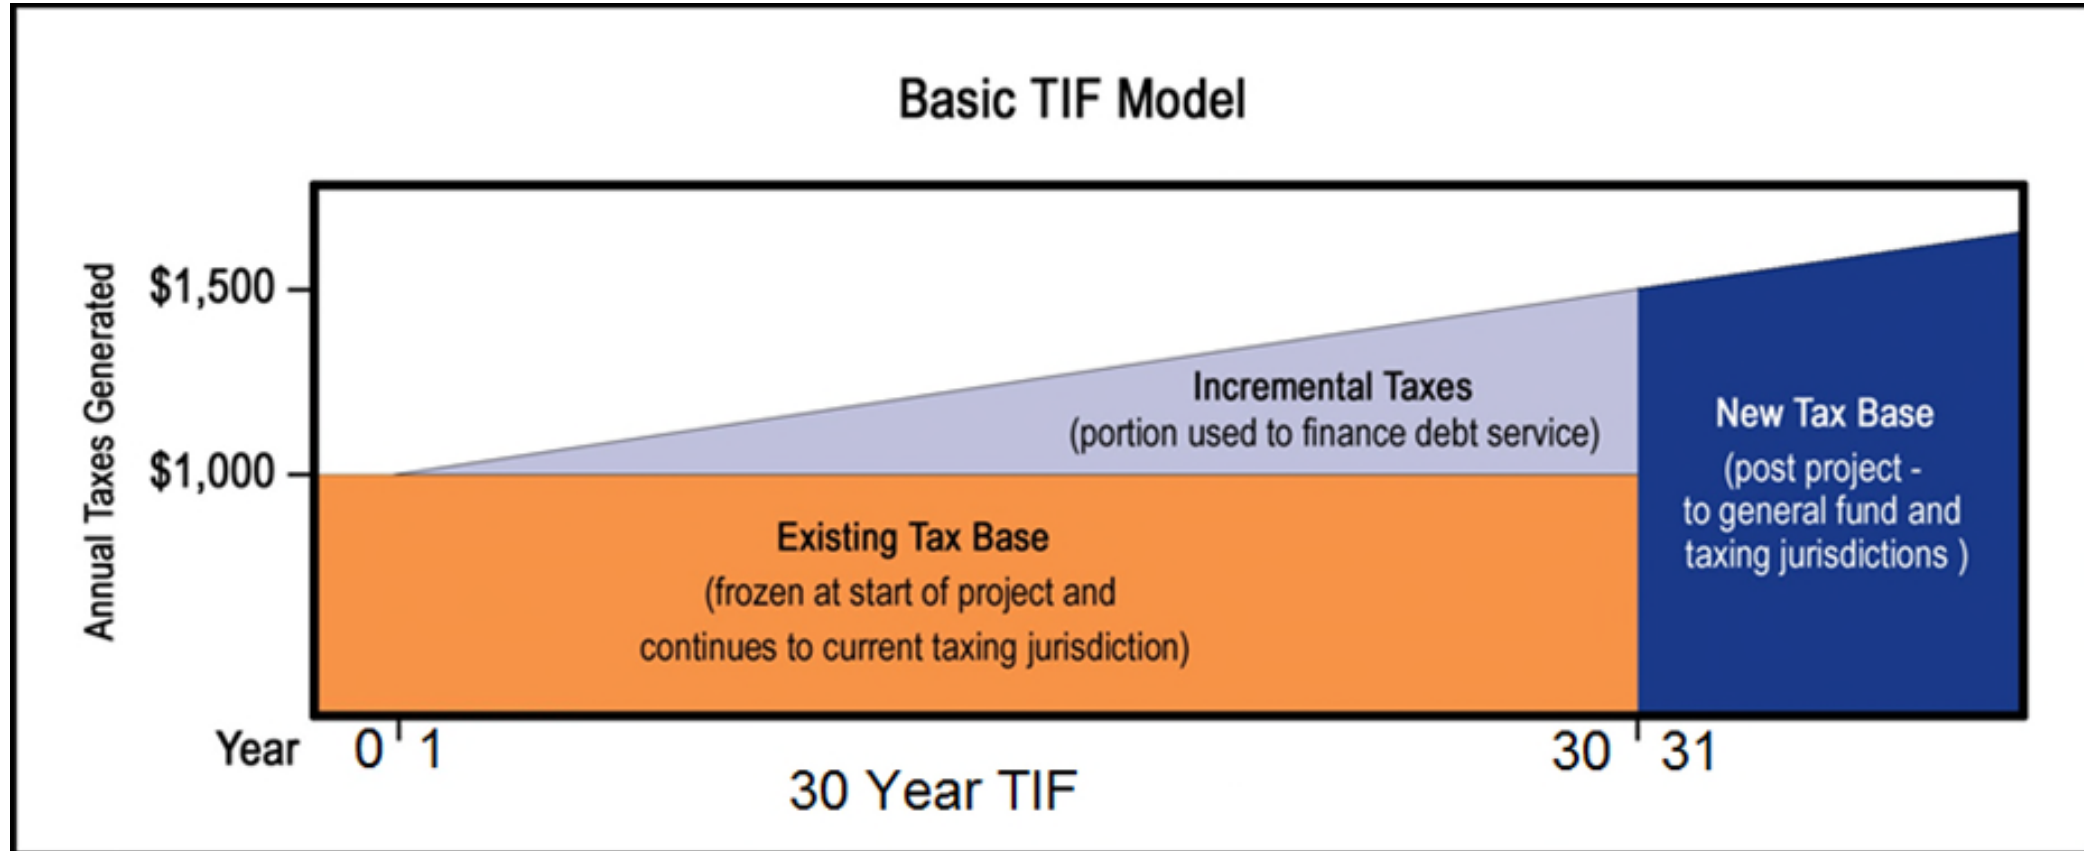 Basic TIF Model
Annual Taxes Generated
$1,500
$1,000
Incremental Taxes
(portion used to finance debt service)
Existing Tax Base
(frozen at start of project and
continues to current taxing jurisdiction)
New Tax Base
(post project -
to general fund and
taxing jurisdictions )
Year 0 1 30 31
30 Year TIF